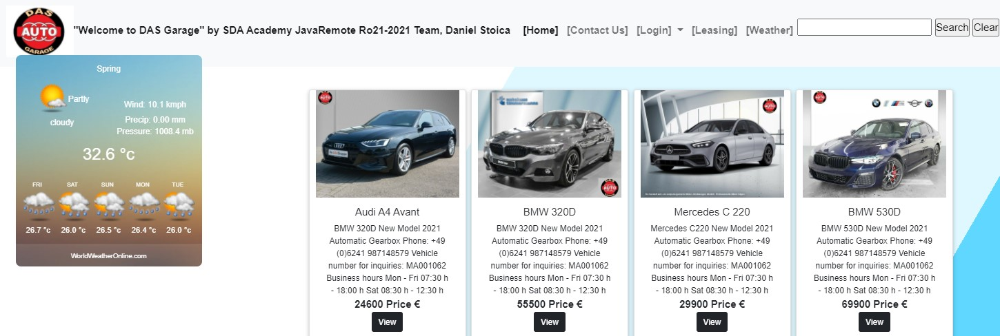 DAS
AUTO
GARAGE
"Welcome to DAS Garage" by SDA Academy JavaRemote Ro21-2021 Team, Daniel Stoica [Home] [Contact Us] [Login] [Leasing] [Weather] Search Clear
Spring
Partly
cloudy
Wind: 10.1 kmph
Precip: 0.00 mm
Pressure: 1008.4 mb
32.6 °c
FRI SAT SUN MON TUE
26.7 °c 26.0 °c 26.5 °c 26.4 °c 26.0 °c
WorldWeatherOnline.com
Audi A4 Avant
BMW 320D New Model 2021
Automatic Gearbox Phone: +49
(0)6241 987148579 Vehicle
number for inquiries: MA001062
Business hours Mon - Fri 07:30 h
- 18:00 h Sat 08:30 h - 12:30 h
24600 Price €
View
BMW 320D
BMW 320D New Model 2021
Automatic Gearbox Phone: +49
(0)6241 987148579 Vehicle
number for inquiries: MA001062
Business hours Mon - Fri 07:30 h
- 18:00 h Sat 08:30 h - 12:30 h
55500 Price €
View
Mercedes C 220
Mercedes C220 New Model 2021
Automatic Gearbox Phone: +49
(0)6241 987148579 Vehicle
number for inquiries: MA001062
Business hours Mon - Fri 07:30 h
- 18:00 h Sat 08:30 h - 12:30 h
29900 Price €
View
BMW 530D
BMW 530D New Model 2021
Automatic Gearbox Phone: +49
(0)6241 987148579 Vehicle
number for inquiries: MA001062
Business hours Mon - Fri 07:30 h
- 18:00 h Sat 08:30 h - 12:30 h
69900 Price €
View